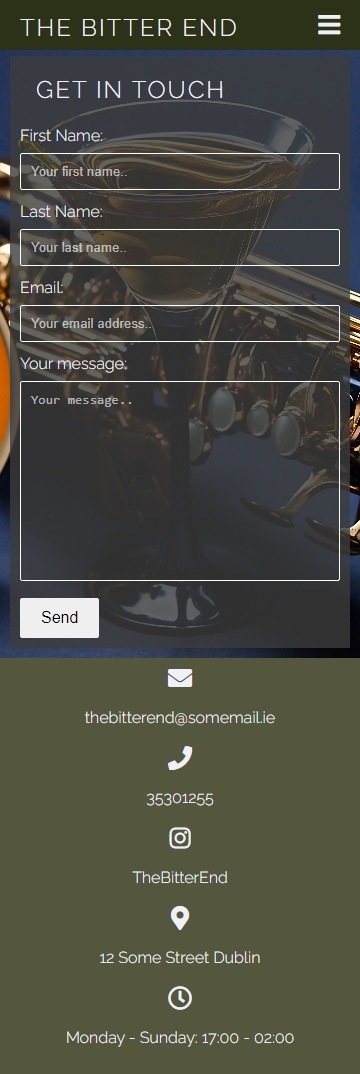 THE BITTER END
GET IN TOUCH
First Name:
Your first name..
Last Name:
Your last name..
Email:
Your email address..
Your message:
Your message..
Send
thebitterend@somemail.ie
35301255
TheBitterEnd
12 Some Street Dublin
Monday - Sunday: 17:00 - 02:00